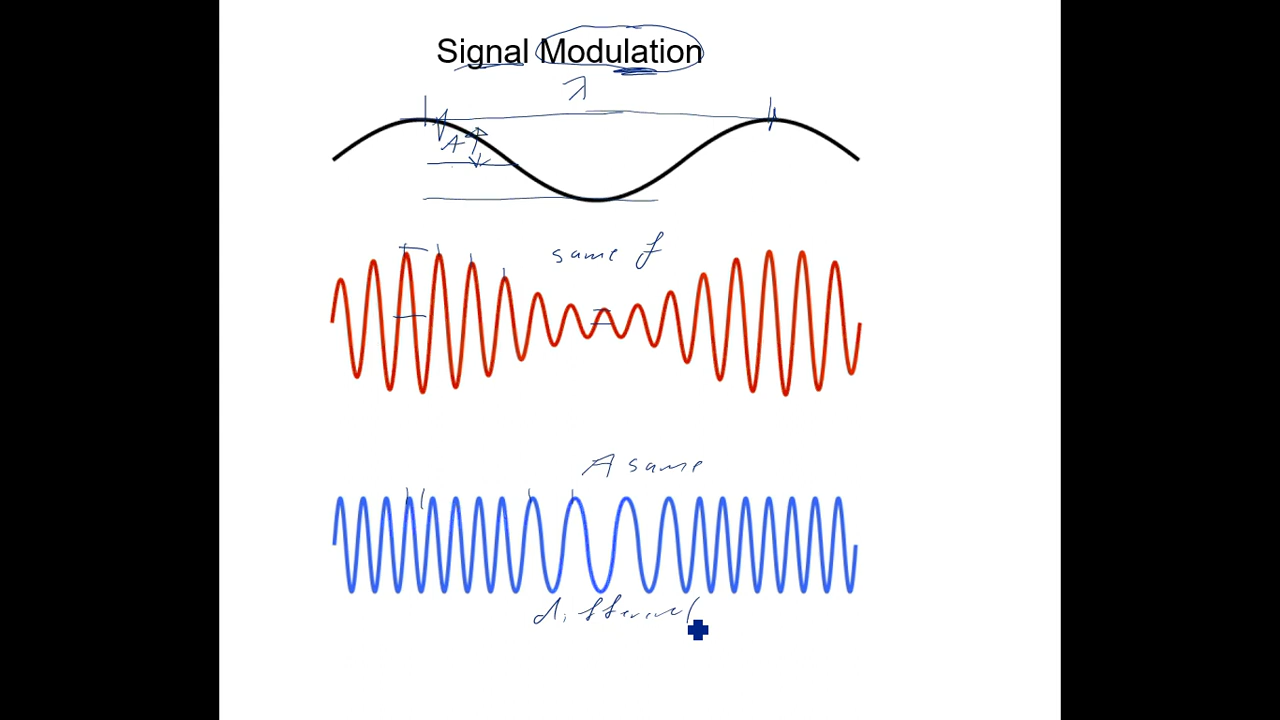 Signal Modulation
λ
A
same f
A same
different